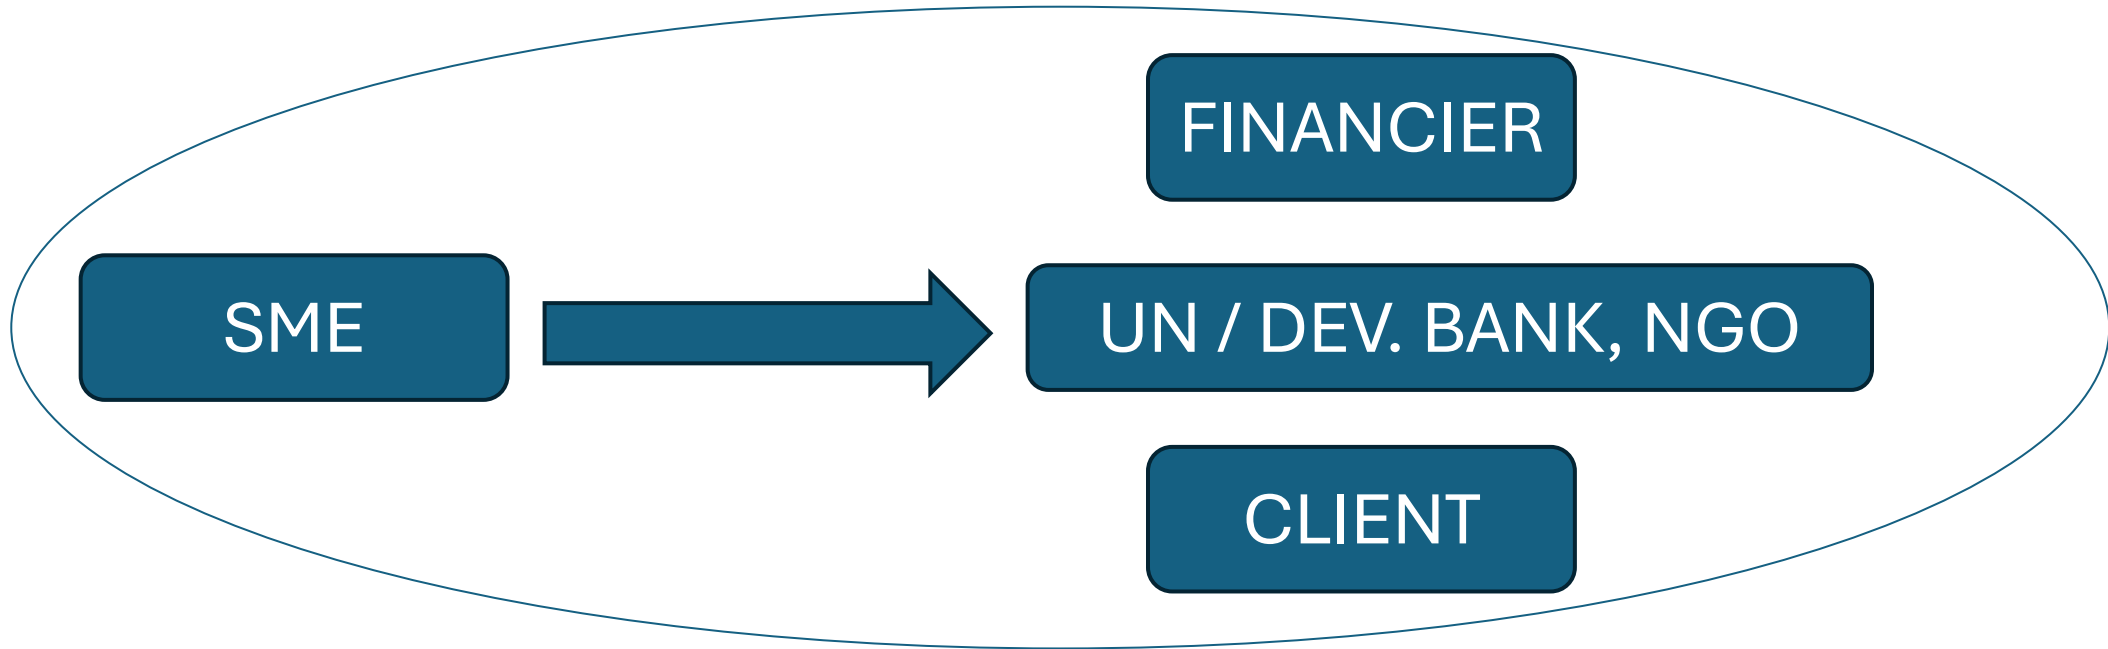 FINANCIER
SME
UN / DEV. BANK, NGO
CLIENT